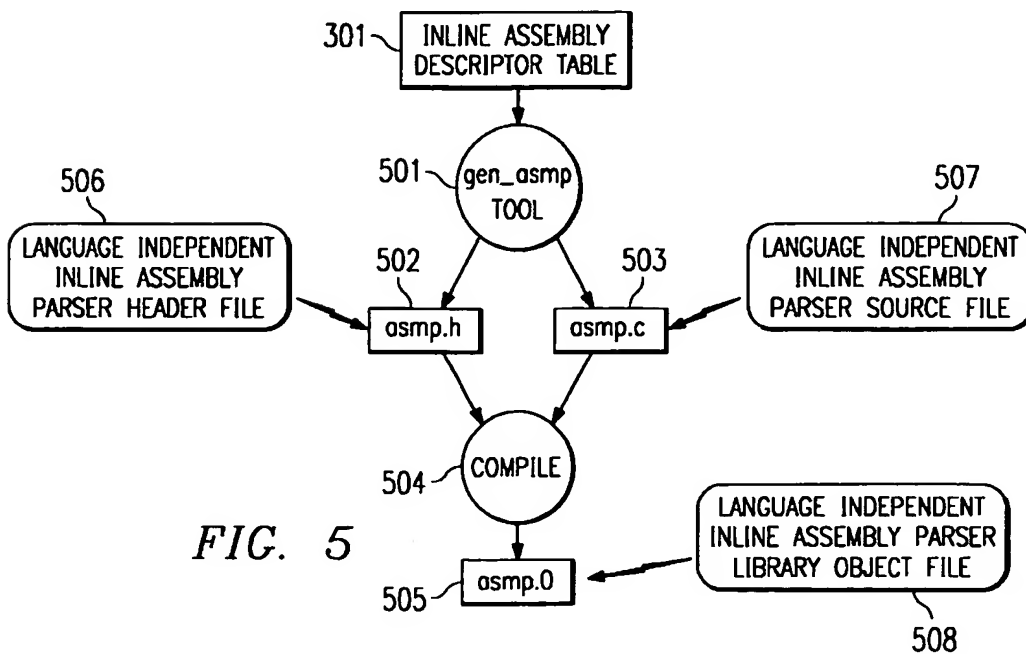 301
INLINE ASSEMBLY
DESCRIPTOR TABLE
501
gen_asmp
TOOL
506
LANGUAGE INDEPENDENT
INLINE ASSEMBLY
PARSER HEADER FILE
502
asmp.h
503
asmp.c
507
LANGUAGE INDEPENDENT
INLINE ASSEMBLY
PARSER SOURCE FILE
504
COMPILE
FIG. 5
505
asmp.0
LANGUAGE INDEPENDENT
INLINE ASSEMBLY PARSER
LIBRARY OBJECT FILE
508